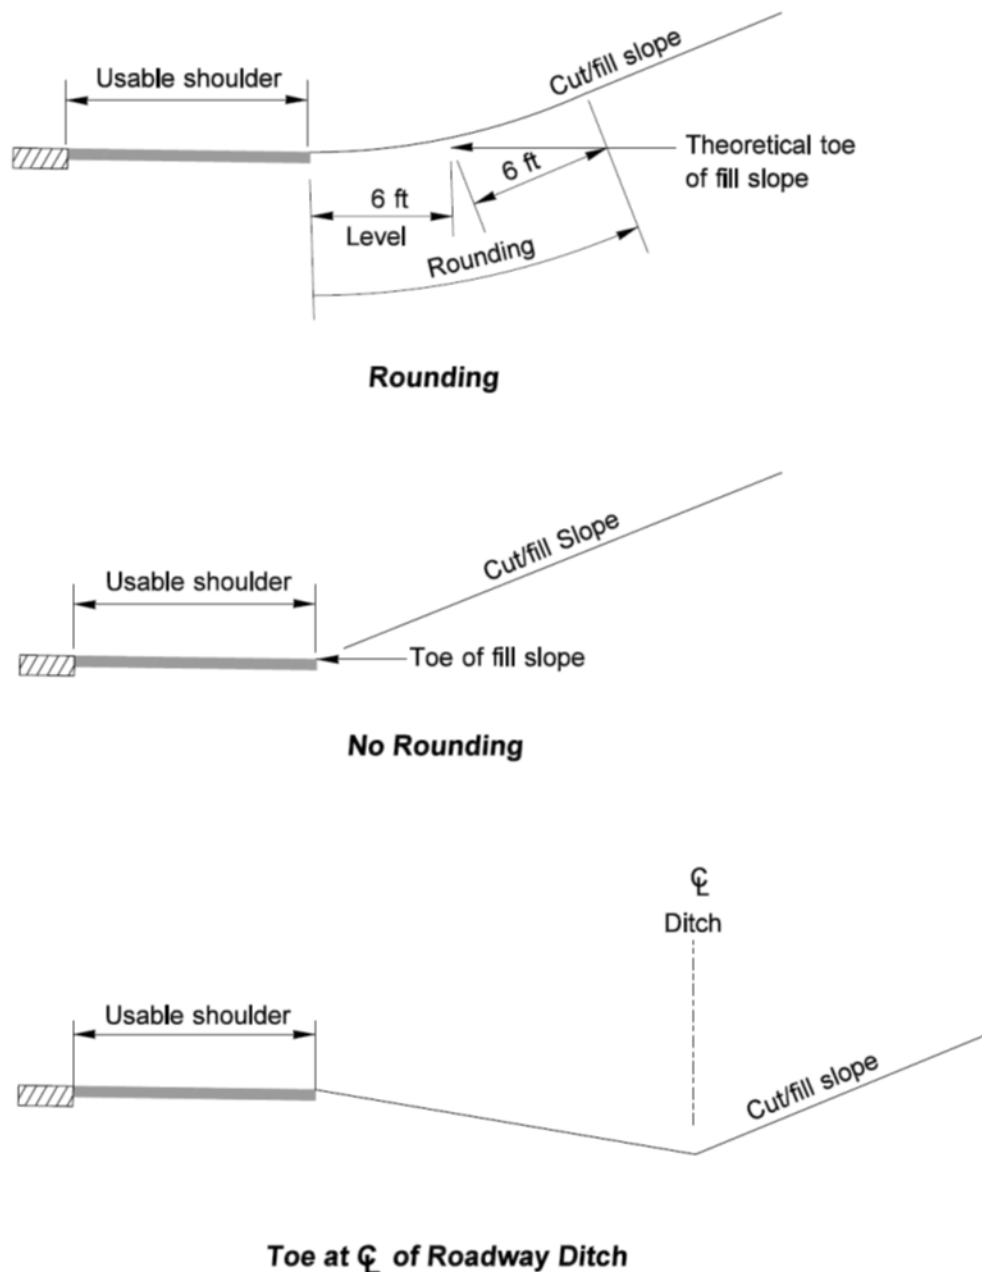 Usable shoulder
Cut/fill slope
Theoretical toe
of fill slope
6 ft
6 ft
Level
Rounding
Rounding
Cut/fill Slope
Usable shoulder
Toe of fill slope
No Rounding
℄
Ditch
Usable shoulder
Cut/fill slope
Toe at ℄ of Roadway Ditch